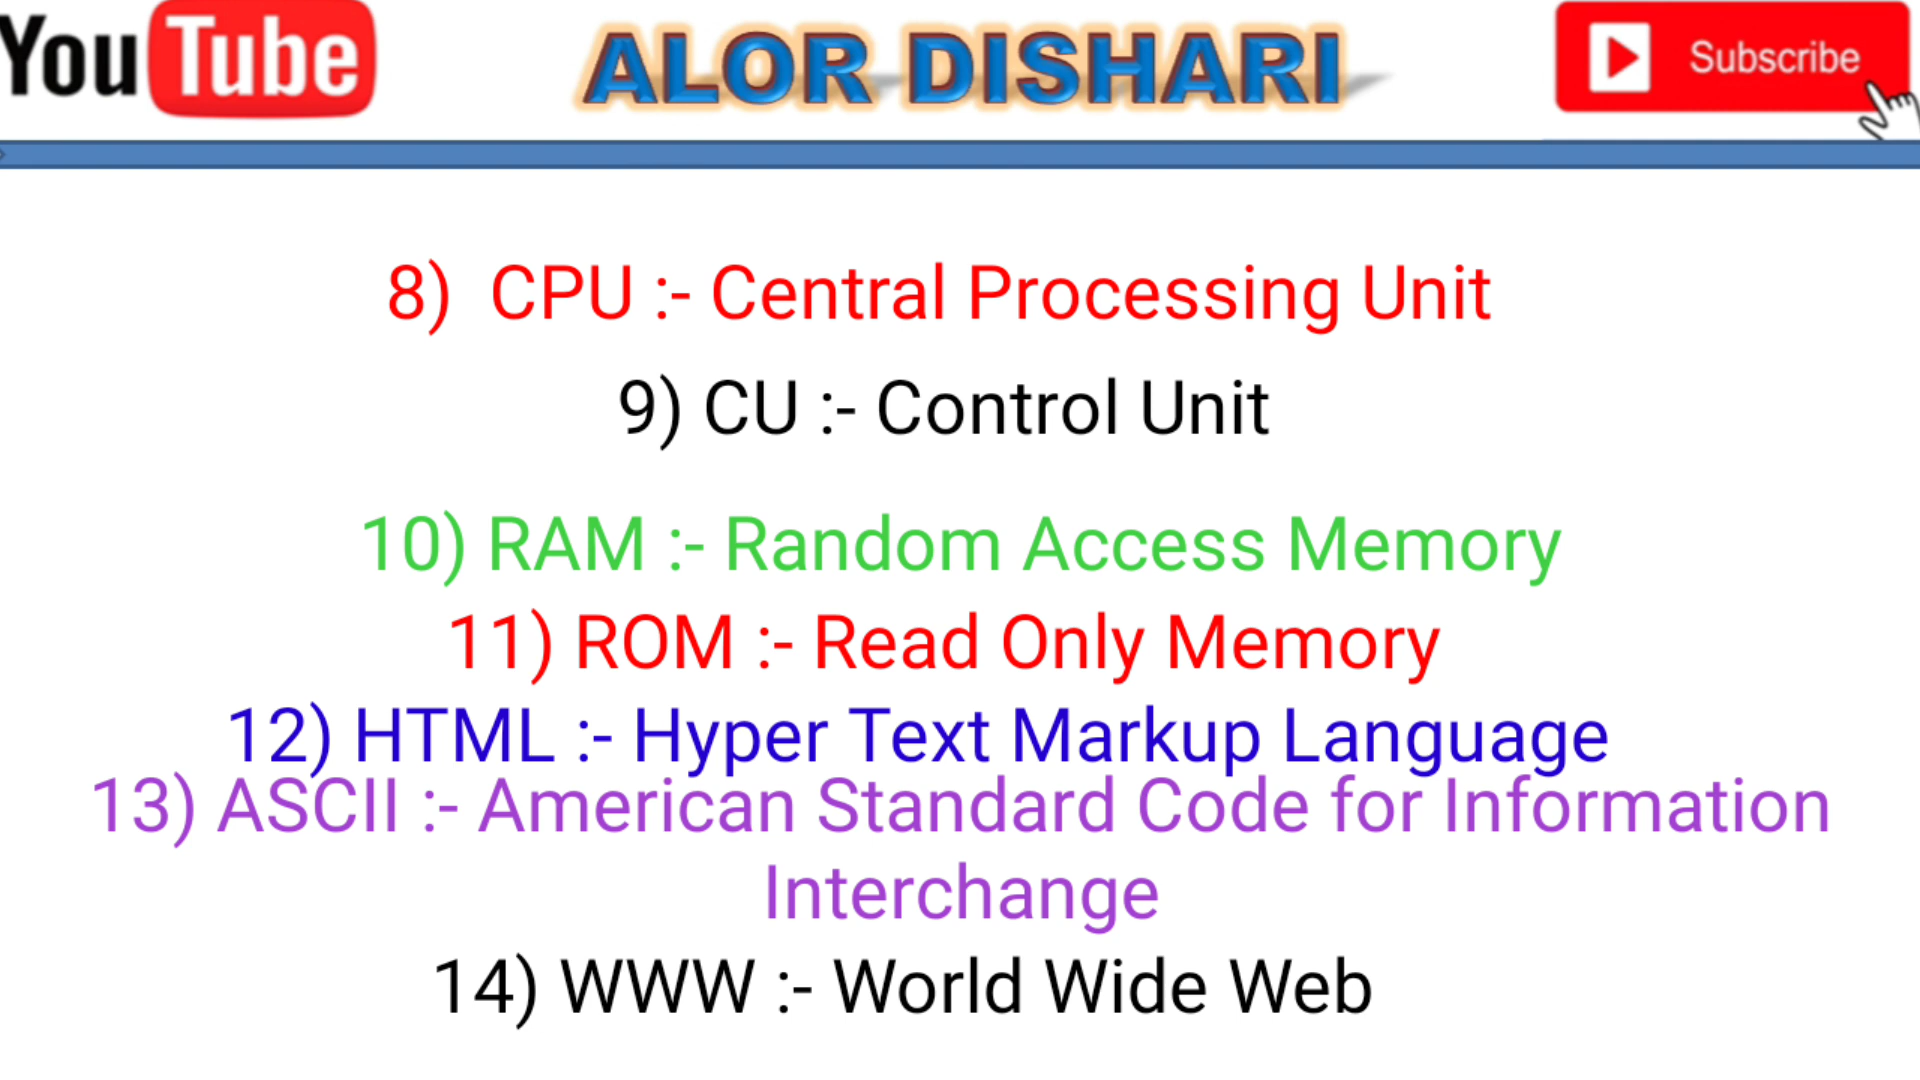 YouTube ALOR DISHARI Subscribe
8) CPU :- Central Processing Unit
9) CU :- Control Unit
10) RAM :- Random Access Memory
11) ROM :- Read Only Memory
12) HTML :- Hyper Text Markup Language
13) ASCII :- American Standard Code for Information
Interchange
14) WWW :- World Wide Web